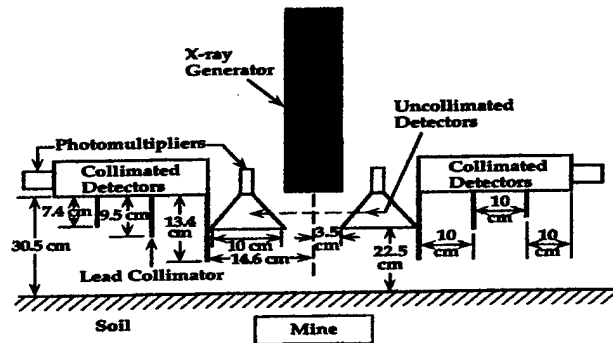 X-ray
Generator
Uncollimated
Detectors
Photomultipliers
Collimated
Detectors
Collimated
Detectors
7.4 cm
9.5 cm
13.4
cm
30.5 cm
10 cm
14.6 cm
3.5
cm
22.5
cm
10
cm
10
cm
10
cm
Lead Collimator
Soil
Mine